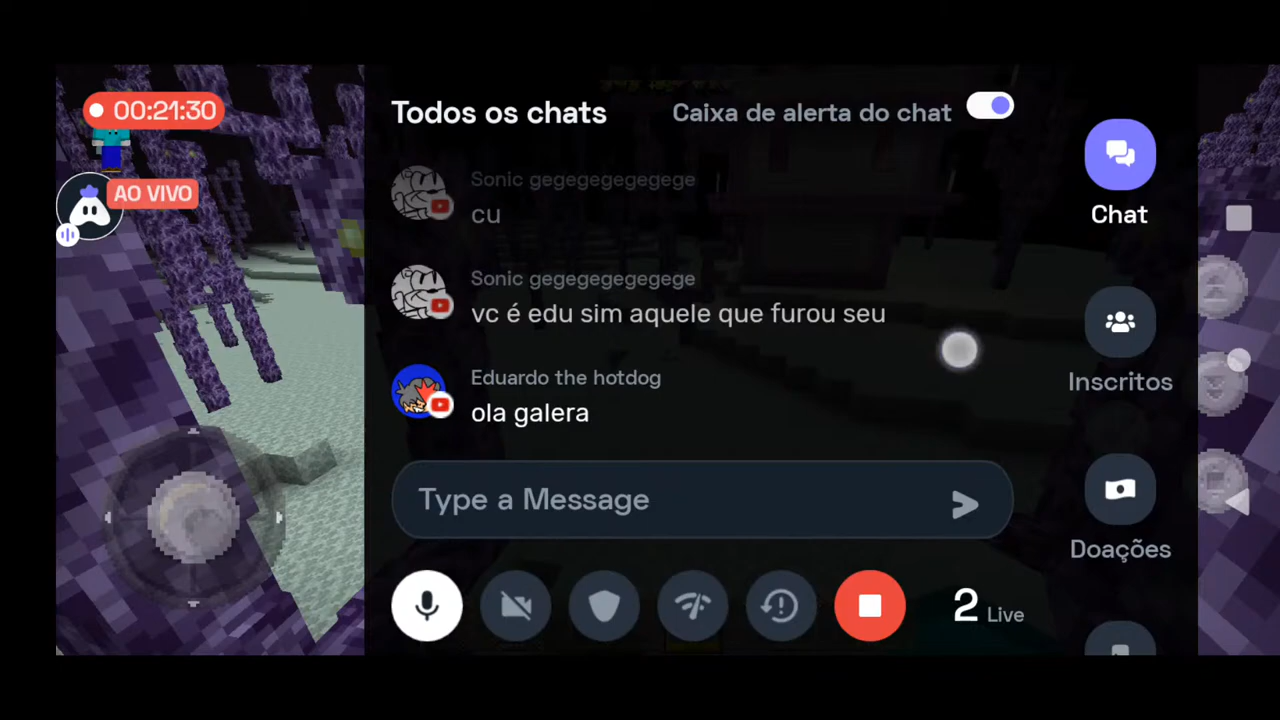 00:21:30
AO VIVO
Todos os chats
Caixa de alerta do chat
Sonic gegegegegegege
cu
Sonic gegegegegegege
vc é edu sim aquele que furou seu
Eduardo the hotdog
ola galera
Type a Message
2 Live
Chat
Inscritos
Doações